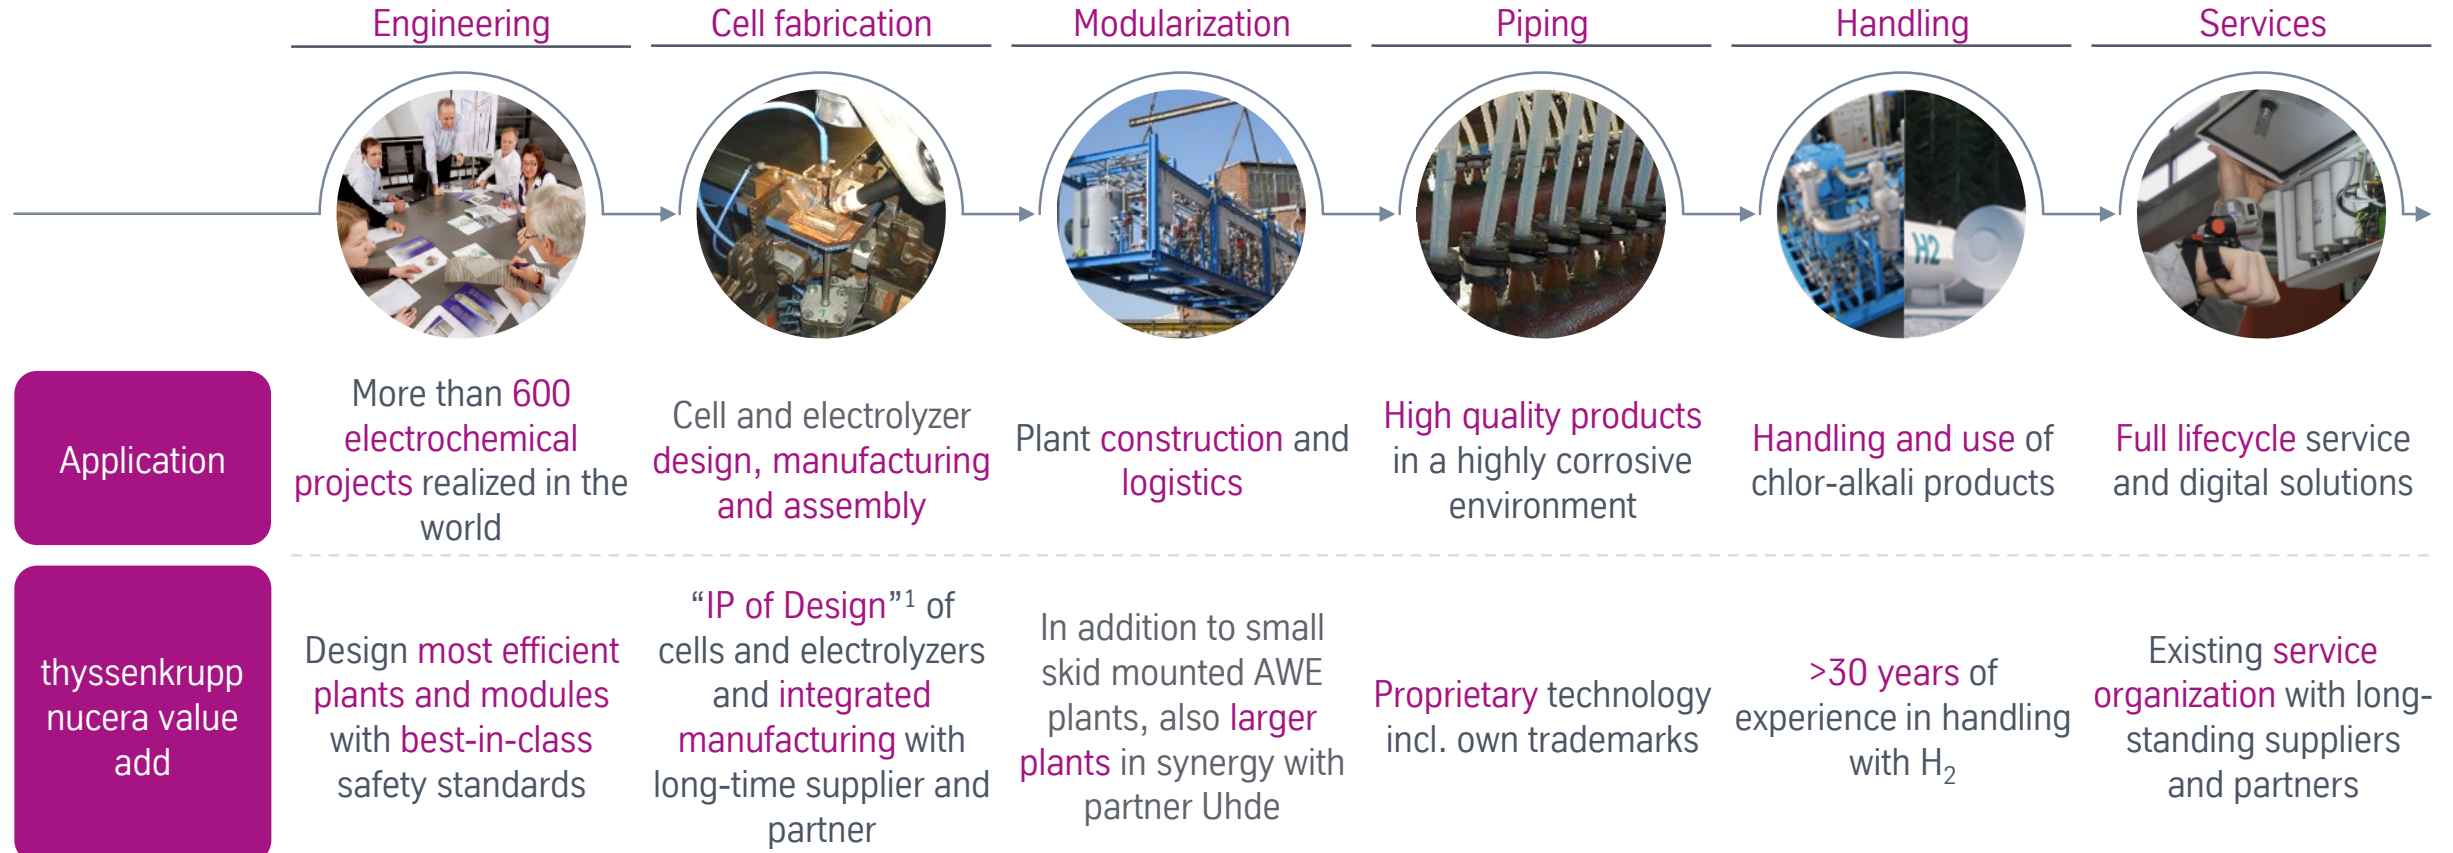 Engineering
Cell fabrication
Modularization
Piping
Handling
Services
H2
Application
More than 600
electrochemical
projects realized in the
world
Cell and electrolyzer
design, manufacturing
and assembly
Plant construction and
logistics
High quality products
in a highly corrosive
environment
Handling and use of
chlor-alkali products
Full lifecycle service
and digital solutions
thyssenkrupp
nucera value
add
Design most efficient
plants and modules
with best-in-class
safety standards
“IP of Design”¹ of
cells and electrolyzers
and integrated
manufacturing with
long-time supplier and
partner
In addition to small
skid mounted AWE
plants, also larger
plants in synergy with
partner Uhde
Proprietary technology
incl. own trademarks
>30 years of
experience in handling
with H₂
Existing service
organization with long-
standing suppliers
and partners